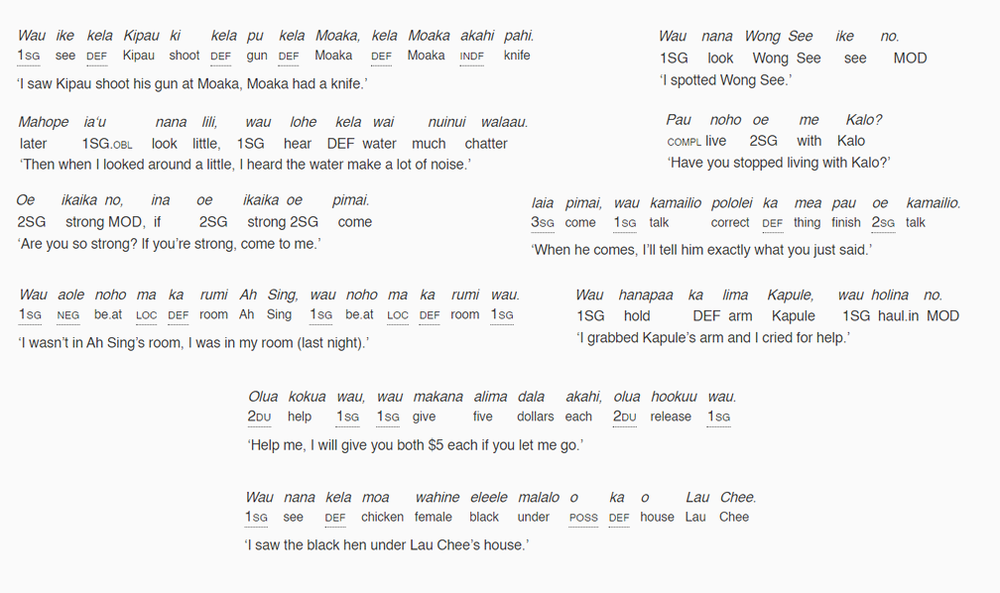 Wau ike kela Kipau ki kela pu kela Moaka, kela Moaka akahi pahi.
1SG see DEF Kipau shoot DEF gun DEF Moaka DEF Moaka INDF knife
‘I saw Kipau shoot his gun at Moaka, Moaka had a knife.’
Wau nana Wong See ike no.
1SG look Wong See see MOD
‘I spotted Wong See.’
Mahope ia‘u nana lili, wau lohe kela wai nuinui walaau.
later 1SG.OBL look little, 1SG hear DEF water much chatter
‘Then when I looked around a little, I heard the water make a lot of noise.’
Pau noho oe me Kalo?
COMPL live 2SG with Kalo
‘Have you stopped living with Kalo?’
Oe ikaika no, ina oe ikaika oe pimai.
2SG strong MOD, if 2SG strong 2SG come
‘Are you so strong? If you’re strong, come to me.’
Iaia pimai, wau kamailio pololei ka mea pau oe kamailio.
3SG come 1SG talk correct DEF thing finish 2SG talk
‘When he comes, I’ll tell him exactly what you just said.’
Wau aole noho ma ka rumi Ah Sing, wau noho ma ka rumi wau.
1SG NEG be.at LOC DEF room Ah Sing 1SG be.at LOC DEF room 1SG
‘I wasn’t in Ah Sing’s room, I was in my room (last night).’
Wau hanapaa ka lima Kapule, wau holina no.
1SG hold DEF arm Kapule 1SG haul.in MOD
‘I grabbed Kapule’s arm and I cried for help.’
Olua kokua wau, wau makana alima dala akahi, olua hookuu wau.
2DU help 1SG 1SG give five dollars each 2DU release 1SG
‘Help me, I will give you both $5 each if you let me go.’
Wau nana kela moa wahine eleele malalo o ka o Lau Chee.
1SG see DEF chicken female black under POSS DEF house Lau Chee
‘I saw the black hen under Lau Chee’s house.’